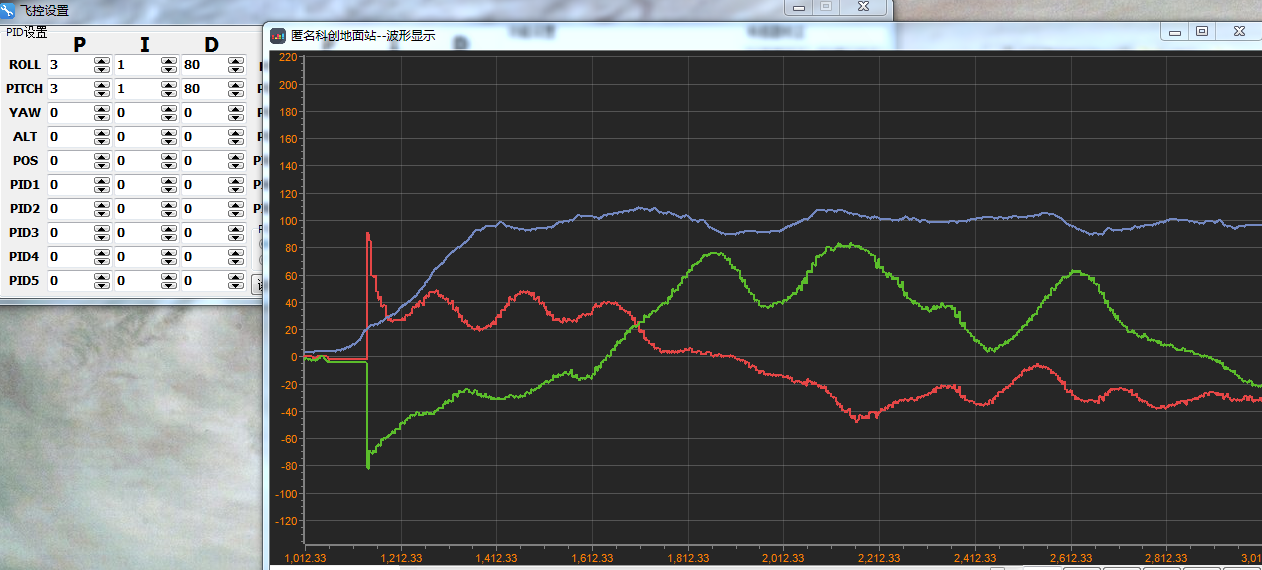 飞控设置
PID设置
P I D
ROLL 3 1 80
PITCH 3 1 80
YAW 0 0 0
ALT 0 0 0
POS 0 0 0
PID1 0 0 0
PID2 0 0 0
PID3 0 0 0
PID4 0 0 0
PID5 0 0 0
匿名科创地面站--波形显示
220
200
180
160
140
120
100
80
60
40
20
0
-20
-40
-60
-80
-100
-120
1,012.33 1,212.33 1,412.33 1,612.33 1,812.33 2,012.33 2,212.33 2,412.33 2,612.33 2,812.33 3,01